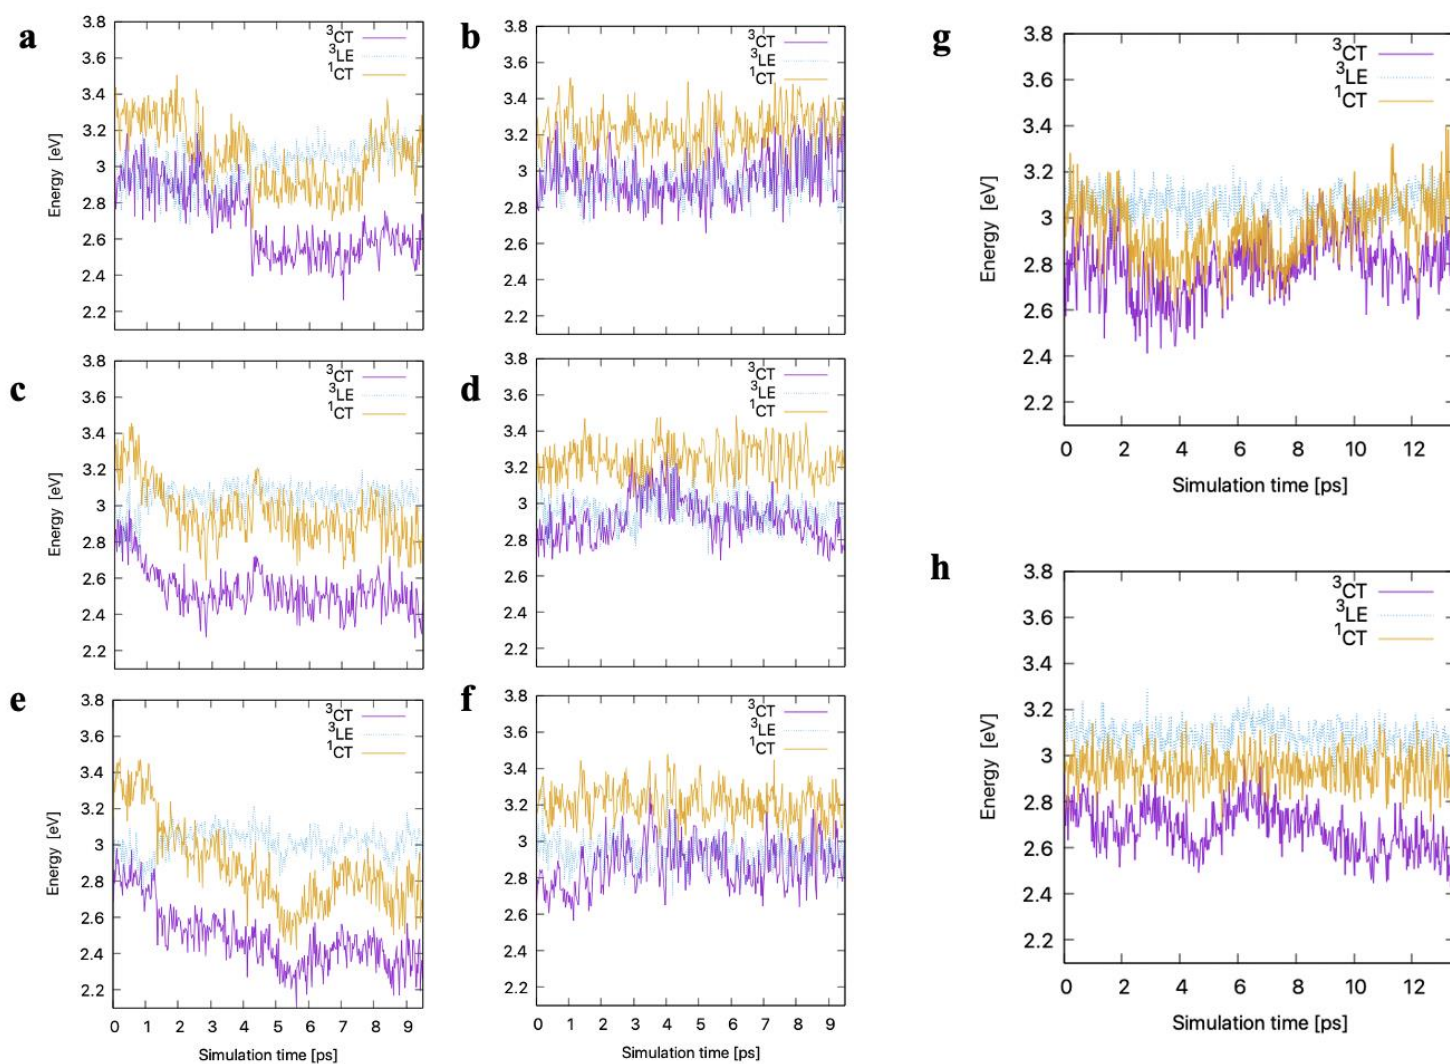 a
3.8
3.6
3.4
3.2
3
2.8
2.6
2.4
2.2
Energy [eV]
³CT
³LE
¹CT
b
3.8
3.6
3.4
3.2
3
2.8
2.6
2.4
2.2
³CT
³LE
¹CT
c
3.8
3.6
3.4
3.2
3
2.8
2.6
2.4
2.2
Energy [eV]
³CT
³LE
¹CT
d
3.8
3.6
3.4
3.2
3
2.8
2.6
2.4
2.2
³CT
³LE
¹CT
e
3.8
3.6
3.4
3.2
3
2.8
2.6
2.4
2.2
Energy [eV]
³CT
³LE
¹CT
0 1 2 3 4 5 6 7 8 9
Simulation time [ps]
f
3.8
3.6
3.4
3.2
3
2.8
2.6
2.4
2.2
³CT
³LE
¹CT
0 1 2 3 4 5 6 7 8 9
Simulation time [ps]
g
3.8
3.6
3.4
3.2
3
2.8
2.6
2.4
2.2
Energy [eV]
³CT
³LE
¹CT
0 2 4 6 8 10 12
Simulation time [ps]
h
3.8
3.6
3.4
3.2
3
2.8
2.6
2.4
2.2
Energy [eV]
³CT
³LE
¹CT
0 2 4 6 8 10 12
Simulation time [ps]